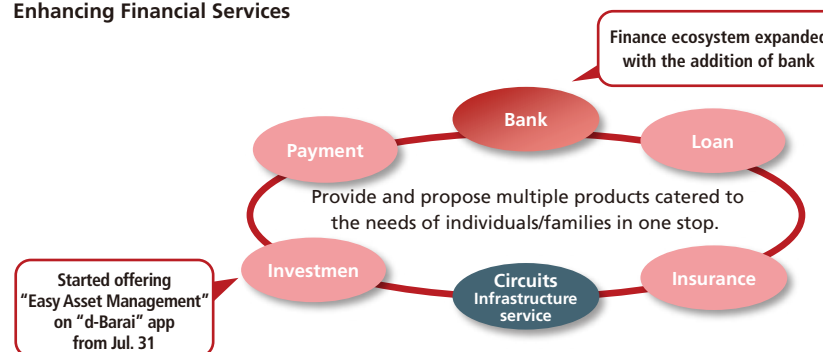 Enhancing Financial Services
Finance ecosystem expanded
with the addition of bank
Bank
Payment
Loan
Provide and propose multiple products catered to
the needs of individuals/families in one stop.
Investmen
Insurance
Circuits
Infrastructure
service
Started offering
“Easy Asset Management”
on “d-Barai” app
from Jul. 31